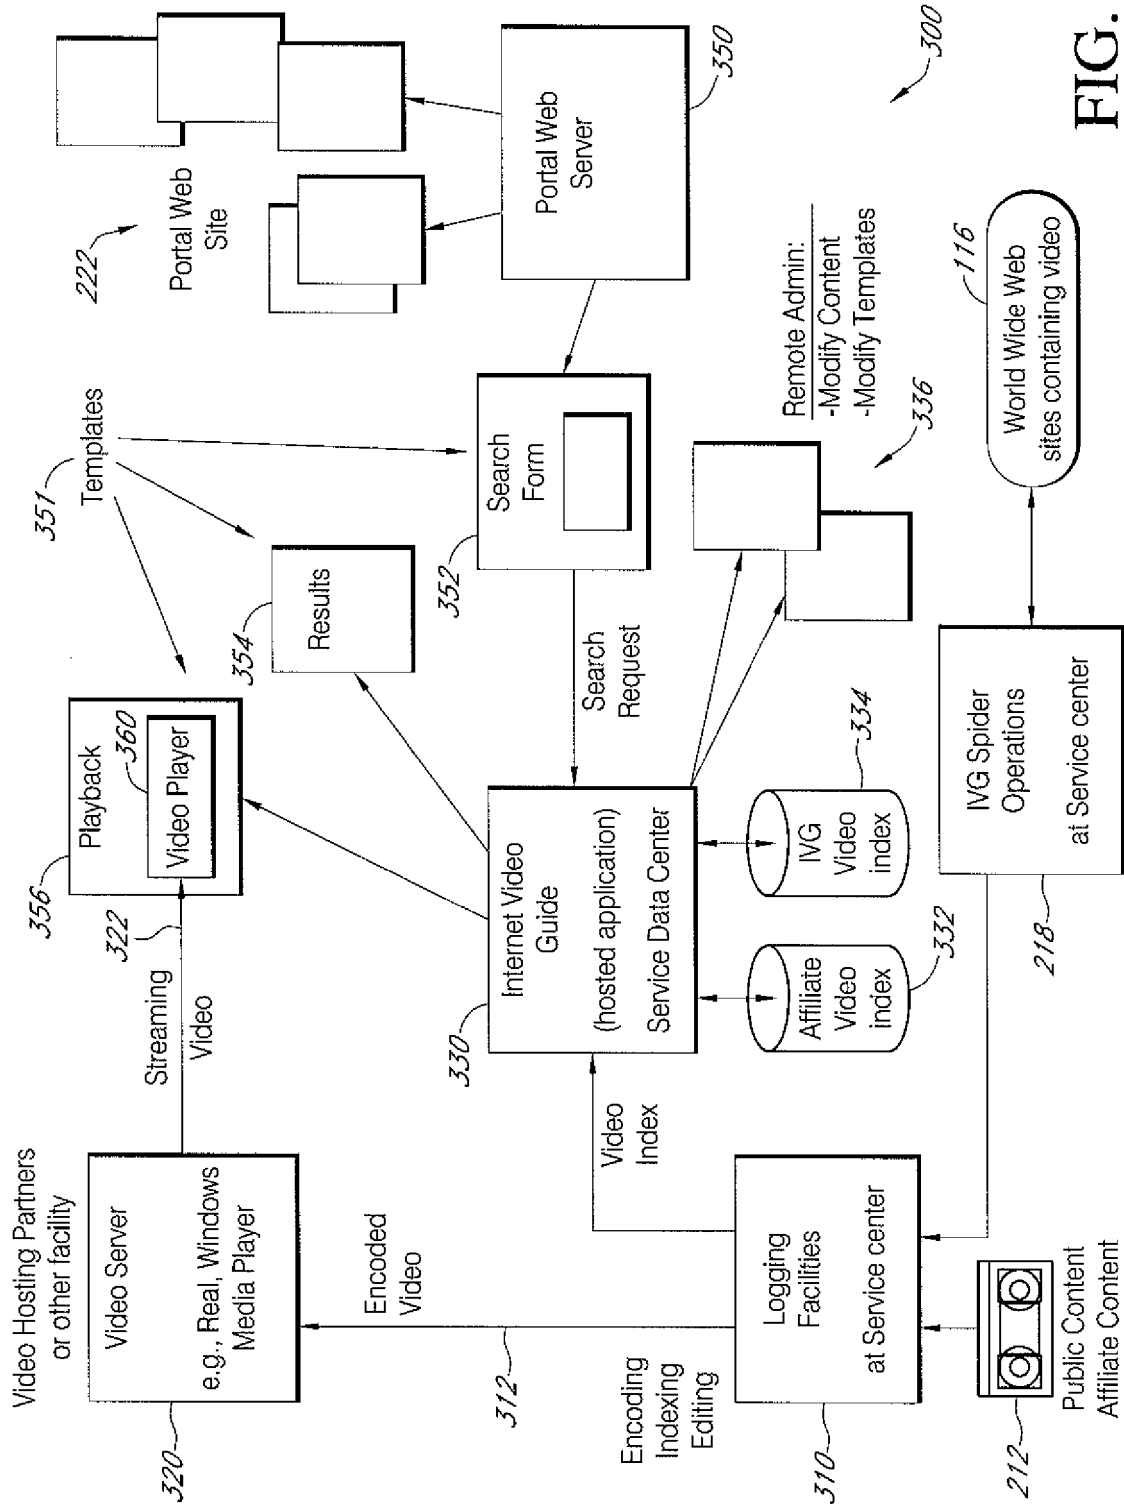 FIG.
300
222
Portal Web
Site
Portal Web
Server
350
351
Templates
Search
Form
352
Results
354
Search
Request
Remote Admin:
-Modify Content
-Modify Templates
336
116
World Wide Web
sites containing video
Playback
360
Video Player
356
322
Streaming
Video
Internet Video
Guide
(hosted application)
Service Data Center
330
IVG
Video
index
334
Affiliate
Video
index
332
IVG Spider
Operations
at Service center
218
Video Hosting Partners
or other facility
Video Server
e.g., Real, Windows
Media Player
320
Encoded
Video
312
Video
Index
Encoding
Indexing
Editing
Logging
Facilities
at Service center
310
Public Content
Affiliate Content
212